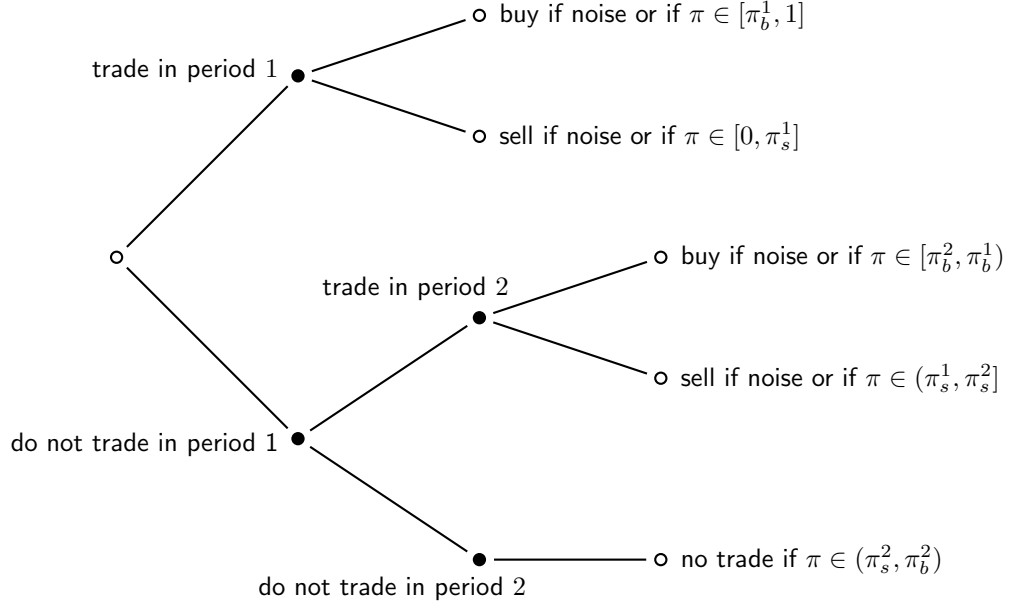 buy if noise or if π ∈ [π_b^1, 1]
trade in period 1
sell if noise or if π ∈ [0, π_s^1]
buy if noise or if π ∈ [π_b^2, π_b^1)
trade in period 2
sell if noise or if π ∈ (π_s^1, π_s^2]
do not trade in period 1
no trade if π ∈ (π_s^2, π_b^2)
do not trade in period 2